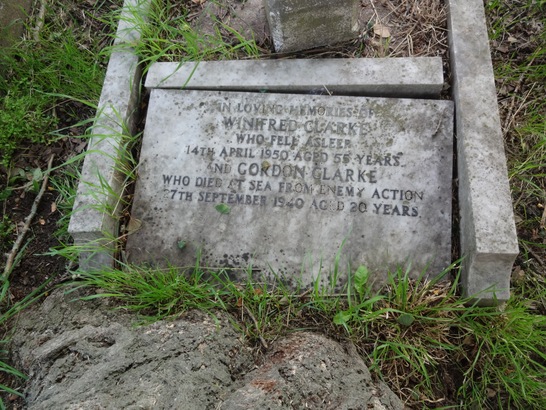 IN LOVING MEMORIES OF
WINIFRED CLARKE
WHO FELL ASLEEP
14TH APRIL 1950 AGED 56 YEARS.
AND GORDON CLARKE
WHO DIED AT SEA FROM ENEMY ACTION
7TH SEPTEMBER 1940 AGED 20 YEARS.